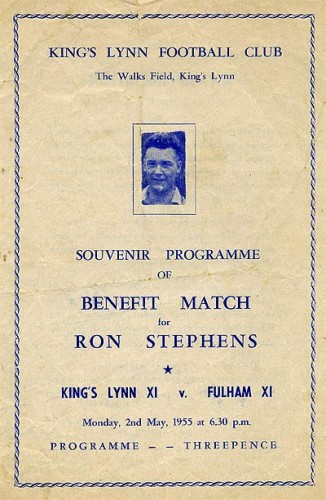 KING'S LYNN FOOTBALL CLUB
The Walks Field, King's Lynn
SOUVENIR PROGRAMME
OF
BENEFIT MATCH
for
RON STEPHENS
KING'S LYNN XI v. FULHAM XI
Monday, 2nd May, 1955 at 6.30 p.m.
PROGRAMME - - THREEPENCE